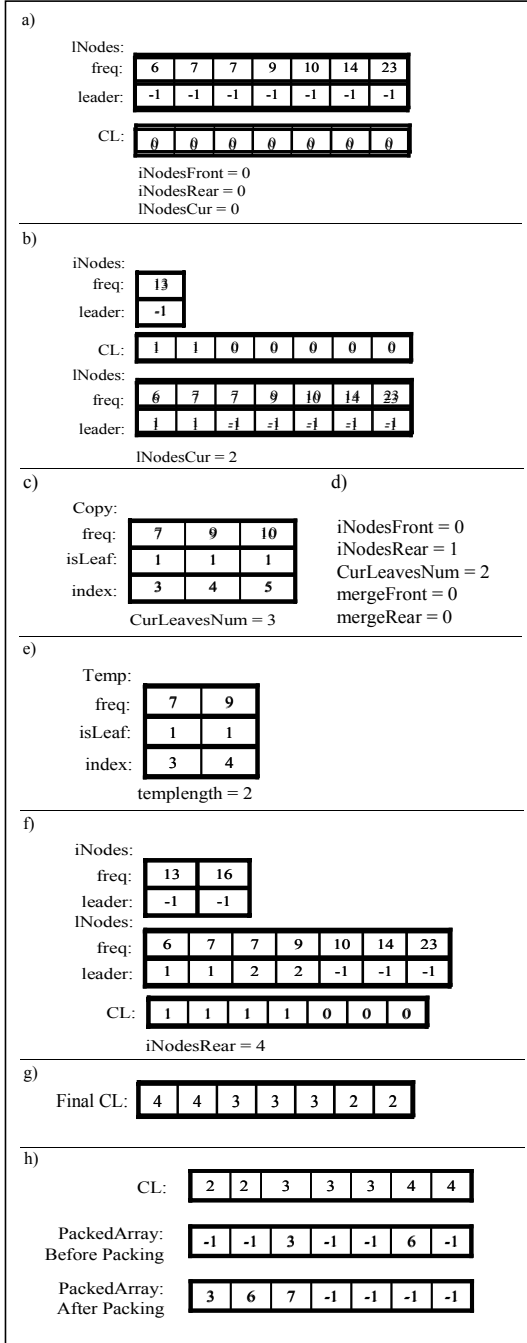 a)
lNodes:
freq: 6 7 7 9 10 14 23
leader: -1 -1 -1 -1 -1 -1 -1
CL: 0 0 0 0 0 0 0
iNodesFront = 0
iNodesRear = 0
lNodesCur = 0
b)
iNodes:
freq: 13
leader: -1
CL: 1 1 0 0 0 0 0
lNodes:
freq: 6 7 7 9 10 14 23
leader: 1 1 -1 -1 -1 -1 -1
lNodesCur = 2
c)
Copy:
freq: 7 9 10
isLeaf: 1 1 1
index: 3 4 5
CurLeavesNum = 3
d)
iNodesFront = 0
iNodesRear = 1
CurLeavesNum = 2
mergeFront = 0
mergeRear = 0
e)
Temp:
freq: 7 9
isLeaf: 1 1
index: 3 4
templength = 2
f)
iNodes:
freq: 13 16
leader: -1 -1
lNodes:
freq: 6 7 7 9 10 14 23
leader: 1 1 2 2 -1 -1 -1
CL: 1 1 1 1 0 0 0
iNodesRear = 4
g)
Final CL: 4 4 3 3 3 2 2
h)
CL: 2 2 3 3 3 4 4
PackedArray:
Before Packing -1 -1 3 -1 -1 6 -1
PackedArray:
After Packing 3 6 7 -1 -1 -1 -1